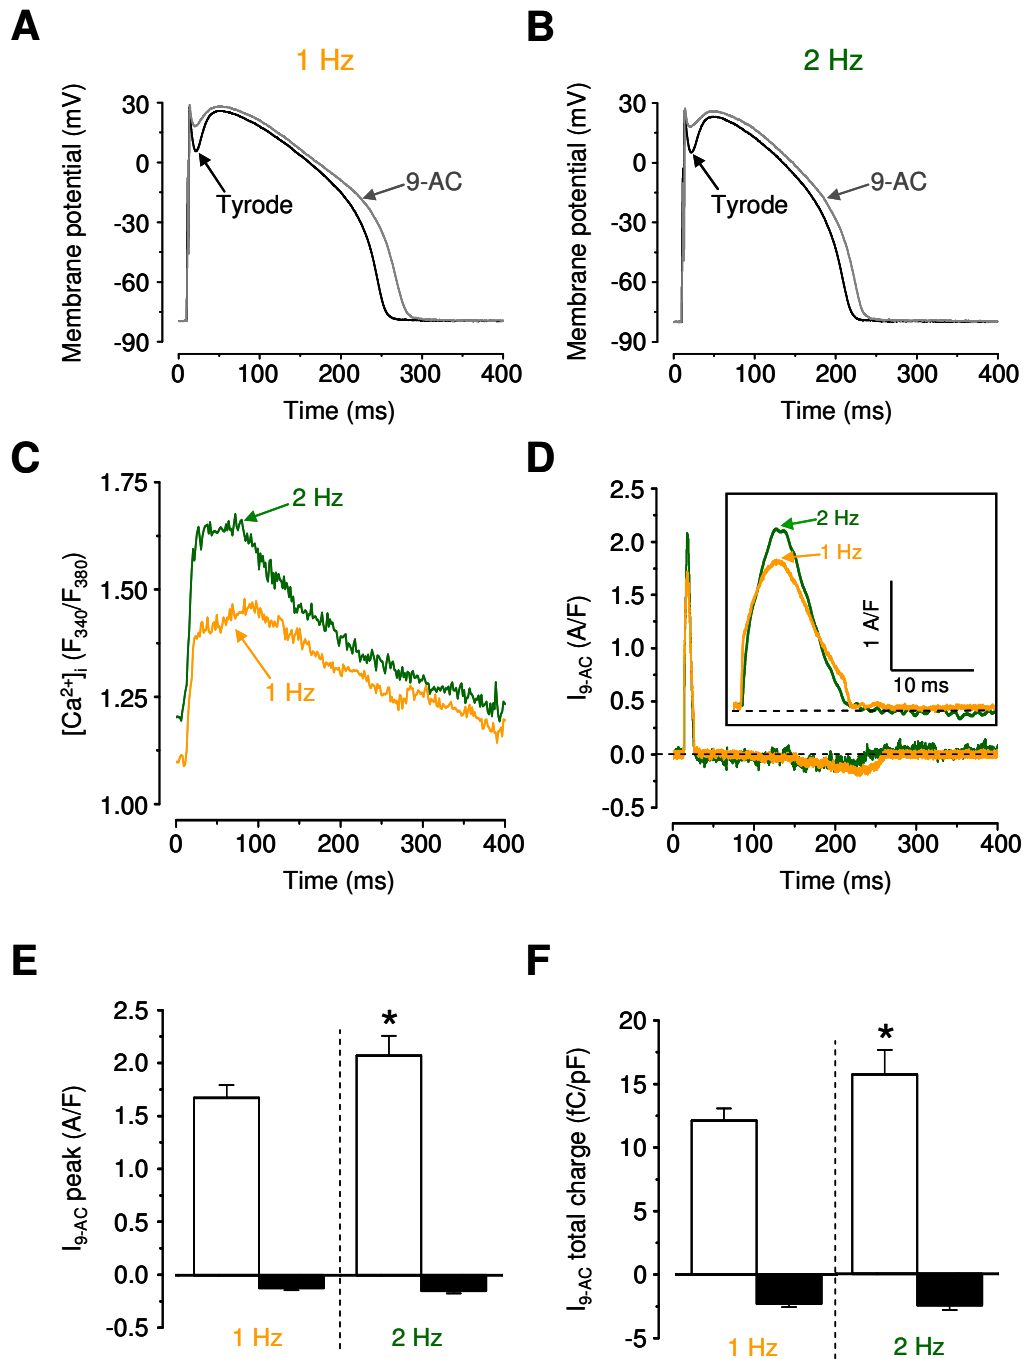 A
B
1 Hz
2 Hz
Membrane potential (mV)
30
0
-30
-60
-90
Tyrode
9-AC
0
100
200
300
400
Time (ms)
Membrane potential (mV)
30
0
-30
-60
-90
Tyrode
9-AC
0
100
200
300
400
Time (ms)
C
D
[Ca2+]i (F340/F380)
1.75
1.50
1.25
1.00
2 Hz
1 Hz
0
100
200
300
400
Time (ms)
I9-AC (A/F)
2.5
2.0
1.5
1.0
0.5
0.0
-0.5
2 Hz
1 Hz
1 A/F
10 ms
0
100
200
300
400
Time (ms)
E
F
I9-AC peak (A/F)
2.5
2.0
1.5
1.0
0.5
0.0
-0.5
*
1 Hz
2 Hz
I9-AC total charge (fC/pF)
20
15
10
5
0
-5
*
1 Hz
2 Hz